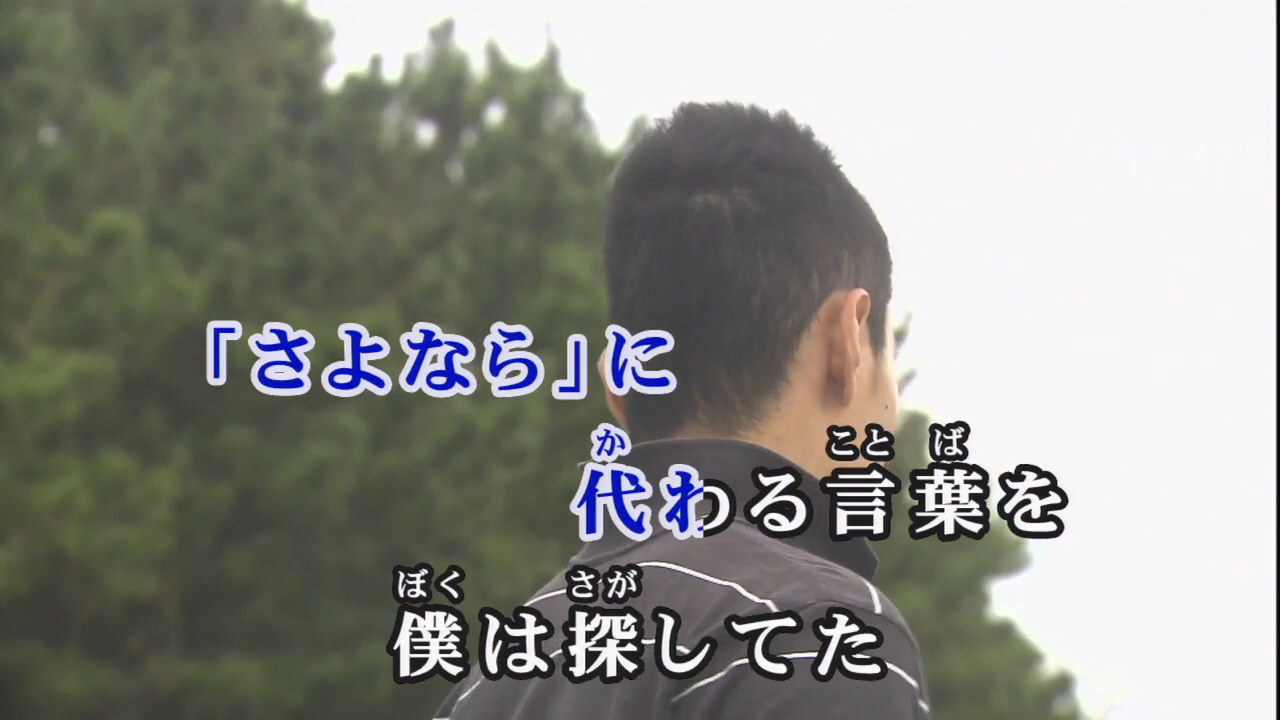 「さよなら」に
か こと ば
代わる言葉を
ぼく さが
僕は探してた